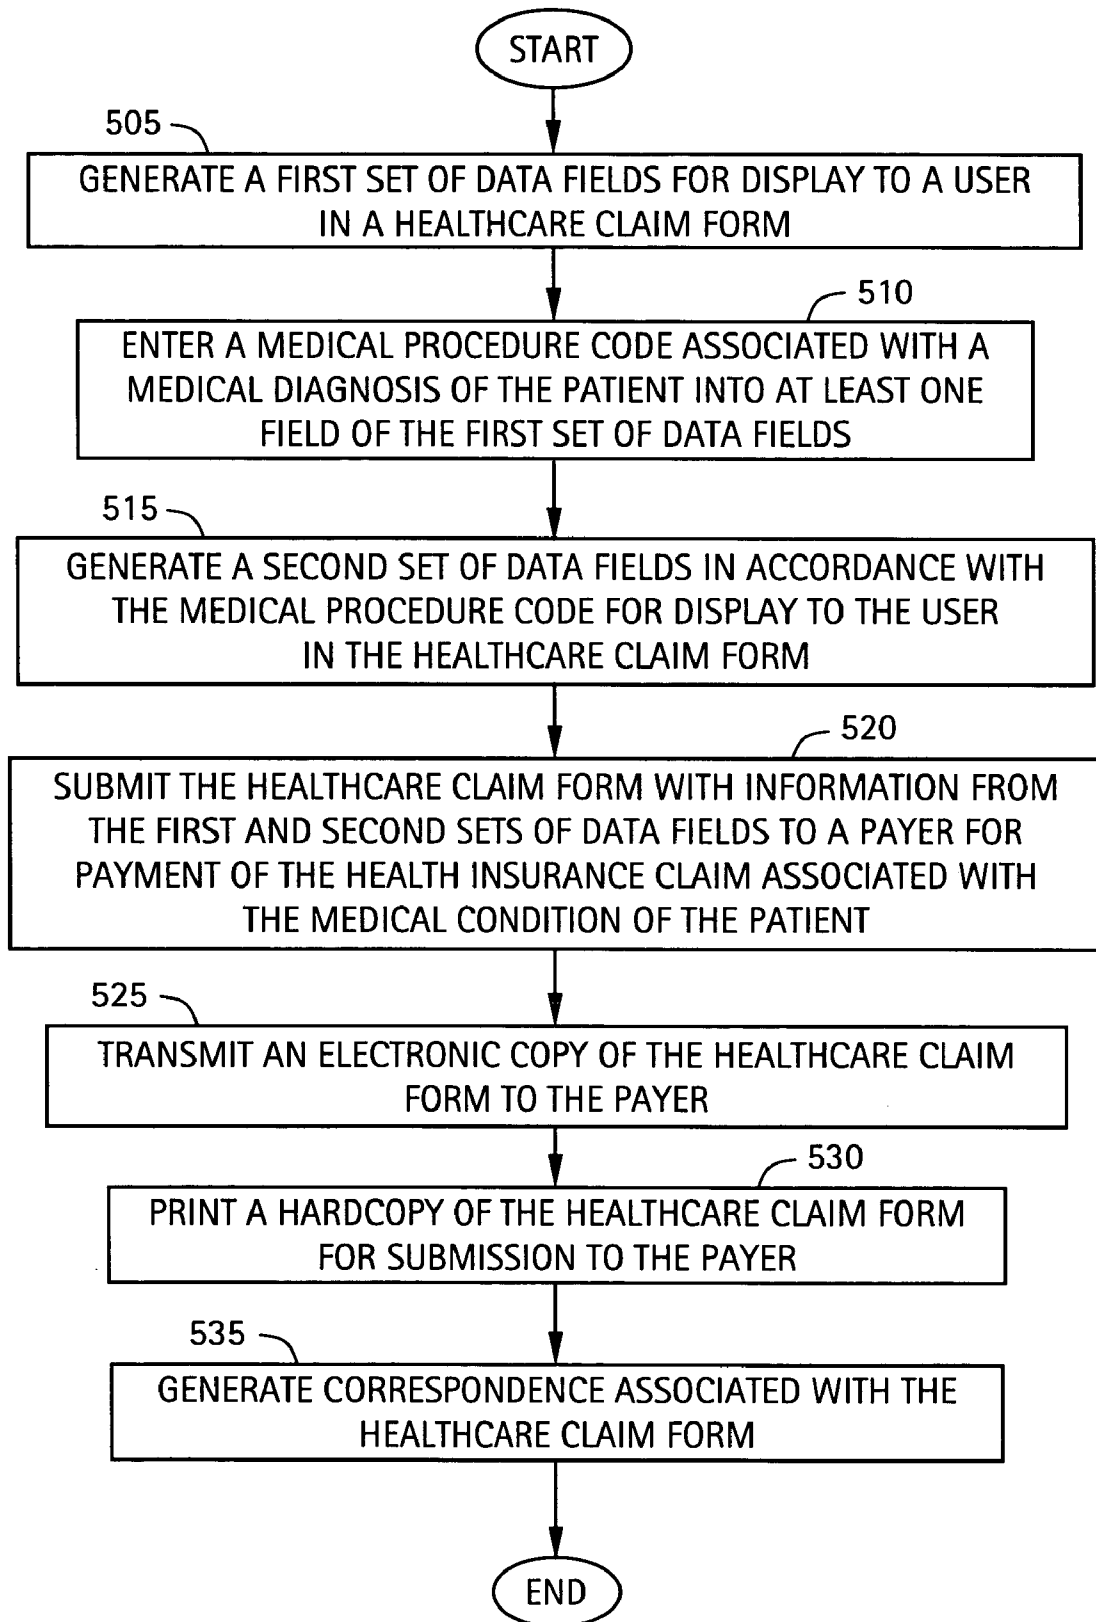 START
505
GENERATE A FIRST SET OF DATA FIELDS FOR DISPLAY TO A USER
IN A HEALTHCARE CLAIM FORM
510
ENTER A MEDICAL PROCEDURE CODE ASSOCIATED WITH A
MEDICAL DIAGNOSIS OF THE PATIENT INTO AT LEAST ONE
FIELD OF THE FIRST SET OF DATA FIELDS
515
GENERATE A SECOND SET OF DATA FIELDS IN ACCORDANCE WITH
THE MEDICAL PROCEDURE CODE FOR DISPLAY TO THE USER
IN THE HEALTHCARE CLAIM FORM
520
SUBMIT THE HEALTHCARE CLAIM FORM WITH INFORMATION FROM
THE FIRST AND SECOND SETS OF DATA FIELDS TO A PAYER FOR
PAYMENT OF THE HEALTH INSURANCE CLAIM ASSOCIATED WITH
THE MEDICAL CONDITION OF THE PATIENT
525
TRANSMIT AN ELECTRONIC COPY OF THE HEALTHCARE CLAIM
FORM TO THE PAYER
530
PRINT A HARDCOPY OF THE HEALTHCARE CLAIM FORM
FOR SUBMISSION TO THE PAYER
535
GENERATE CORRESPONDENCE ASSOCIATED WITH THE
HEALTHCARE CLAIM FORM
END